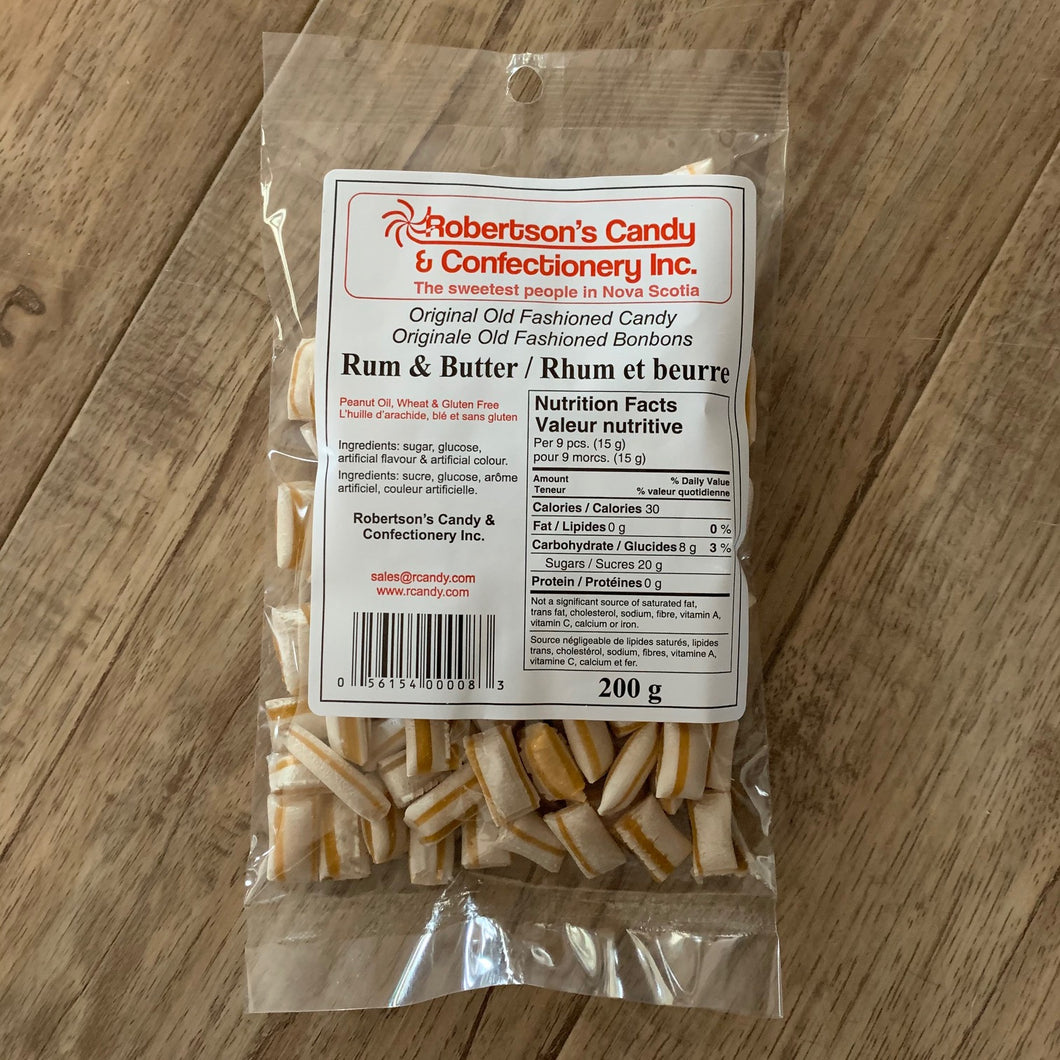 Robertson's Candy
& Confectionery Inc.
The sweetest people in Nova Scotia
Original Old Fashioned Candy
Originale Old Fashioned Bonbons
Rum & Butter / Rhum et beurre
Peanut Oil, Wheat & Gluten Free
L'huille d'arachide, blé et sans gluten
Ingredients: sugar, glucose,
artificial flavour & artificial colour.
Ingredients: sucre, glucose, arôme
artificiel, couleur artificielle.
Robertson's Candy &
Confectionery Inc.
sales@rcandy.com
www.rcandy.com
0 56154 00008 3
Nutrition Facts
Valeur nutritive
Per 9 pcs. (15 g)
pour 9 morcs. (15 g)
Amount % Daily Value
Teneur % valeur quotidienne
Calories / Calories 30
Fat / Lipides 0 g 0 %
Carbohydrate / Glucides 8 g 3 %
Sugars / Sucres 20 g
Protein / Protéines 0 g
Not a significant source of saturated fat,
trans fat, cholesterol, sodium, fibre, vitamin A,
vitamin C, calcium or iron.
Source négligeable de lipides saturés, lipides
trans, cholestérol, sodium, fibres, vitamine A,
vitamine C, calcium et fer.
200 g